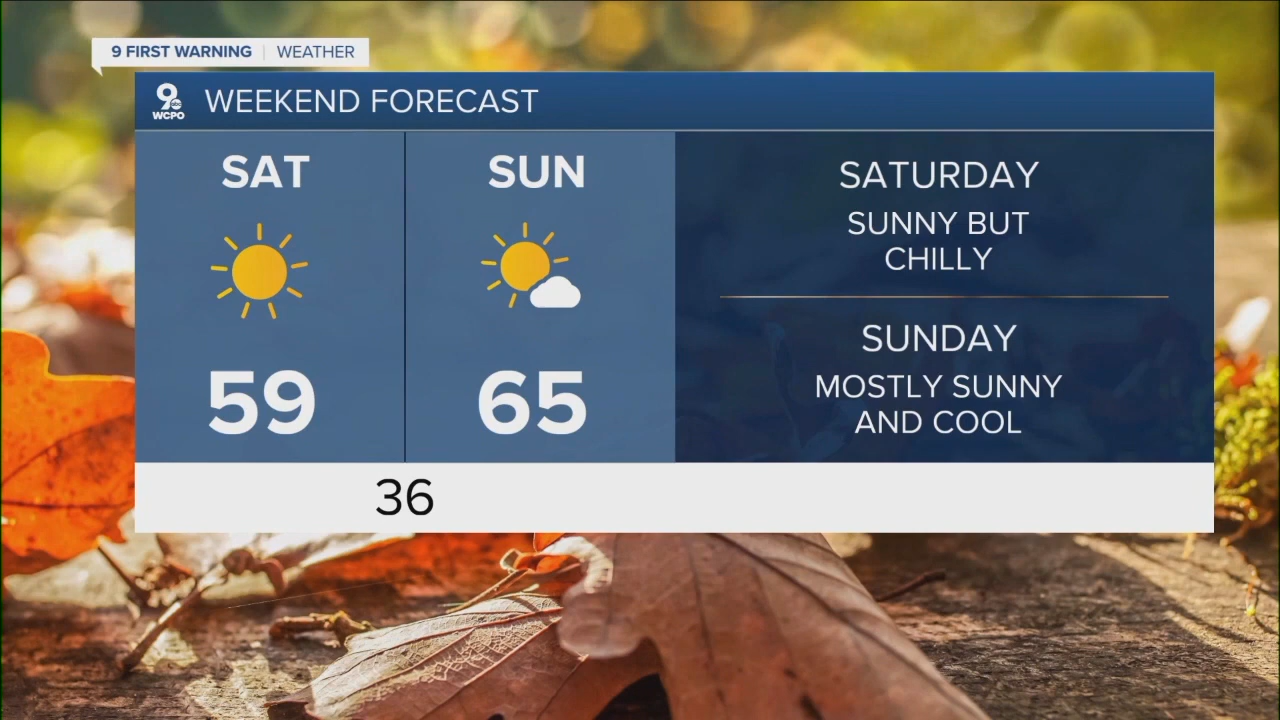 9 FIRST WARNING | WEATHER
9 abc
WCPO
WEEKEND FORECAST
SAT
59
SUN
65
36
SATURDAY
SUNNY BUT
CHILLY
SUNDAY
MOSTLY SUNNY
AND COOL